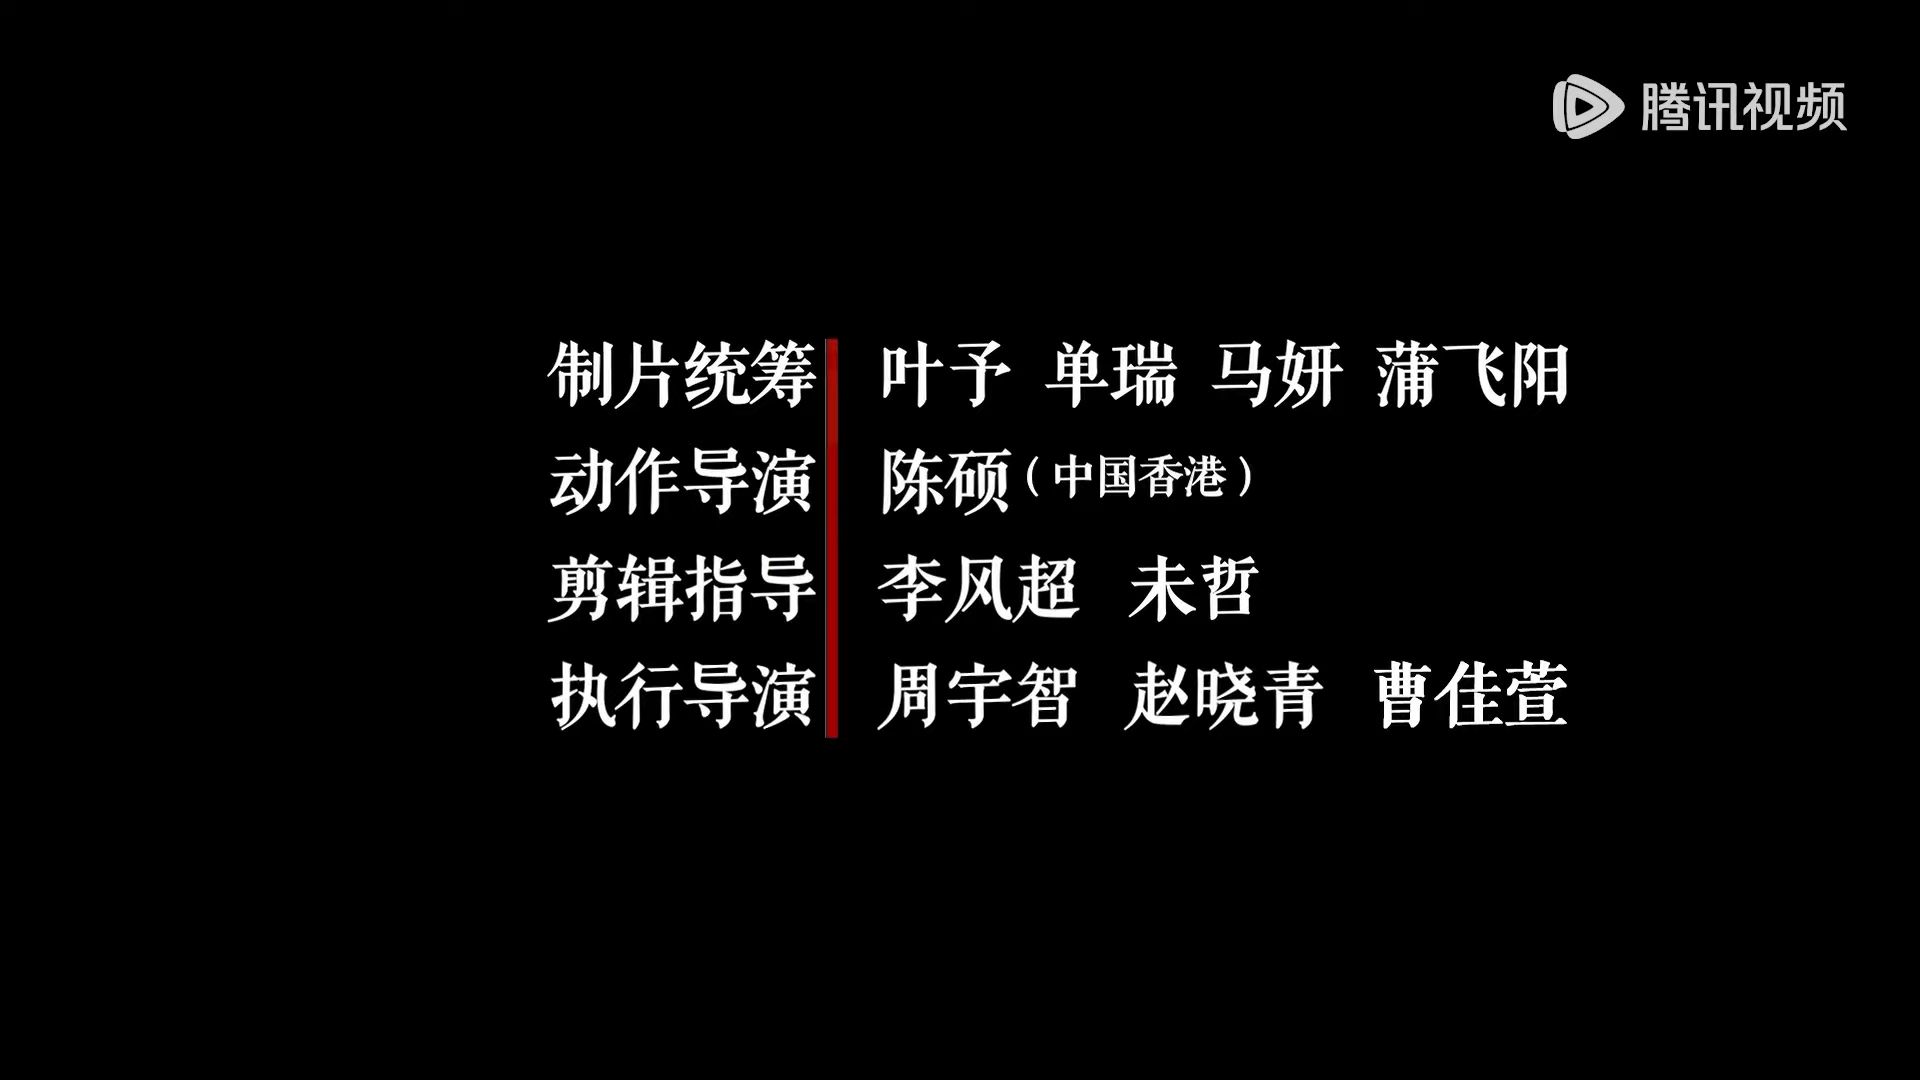 腾讯视频
制片统筹 叶予 单瑞 马妍 蒲飞阳
动作导演 陈硕（中国香港）
剪辑指导 李风超 未哲
执行导演 周宇智 赵晓青 曹佳萱